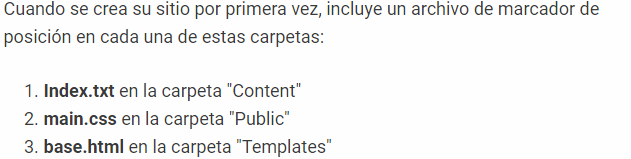 Cuando se crea su sitio por primera vez, incluye un archivo de marcador de
posición en cada una de estas carpetas:
1. Index.txt en la carpeta "Content"
2. main.css en la carpeta "Public"
3. base.html en la carpeta "Templates"